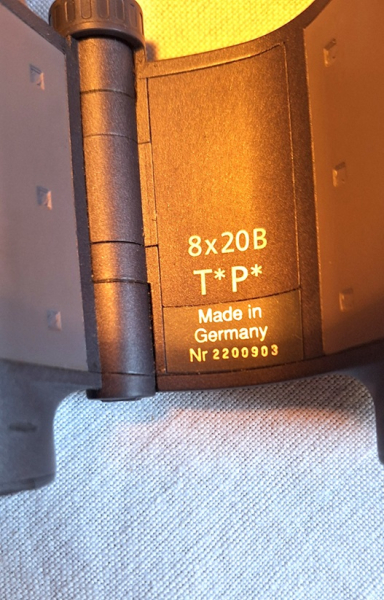 8x20B
T*P*
Made in
Germany
Nr 2200903